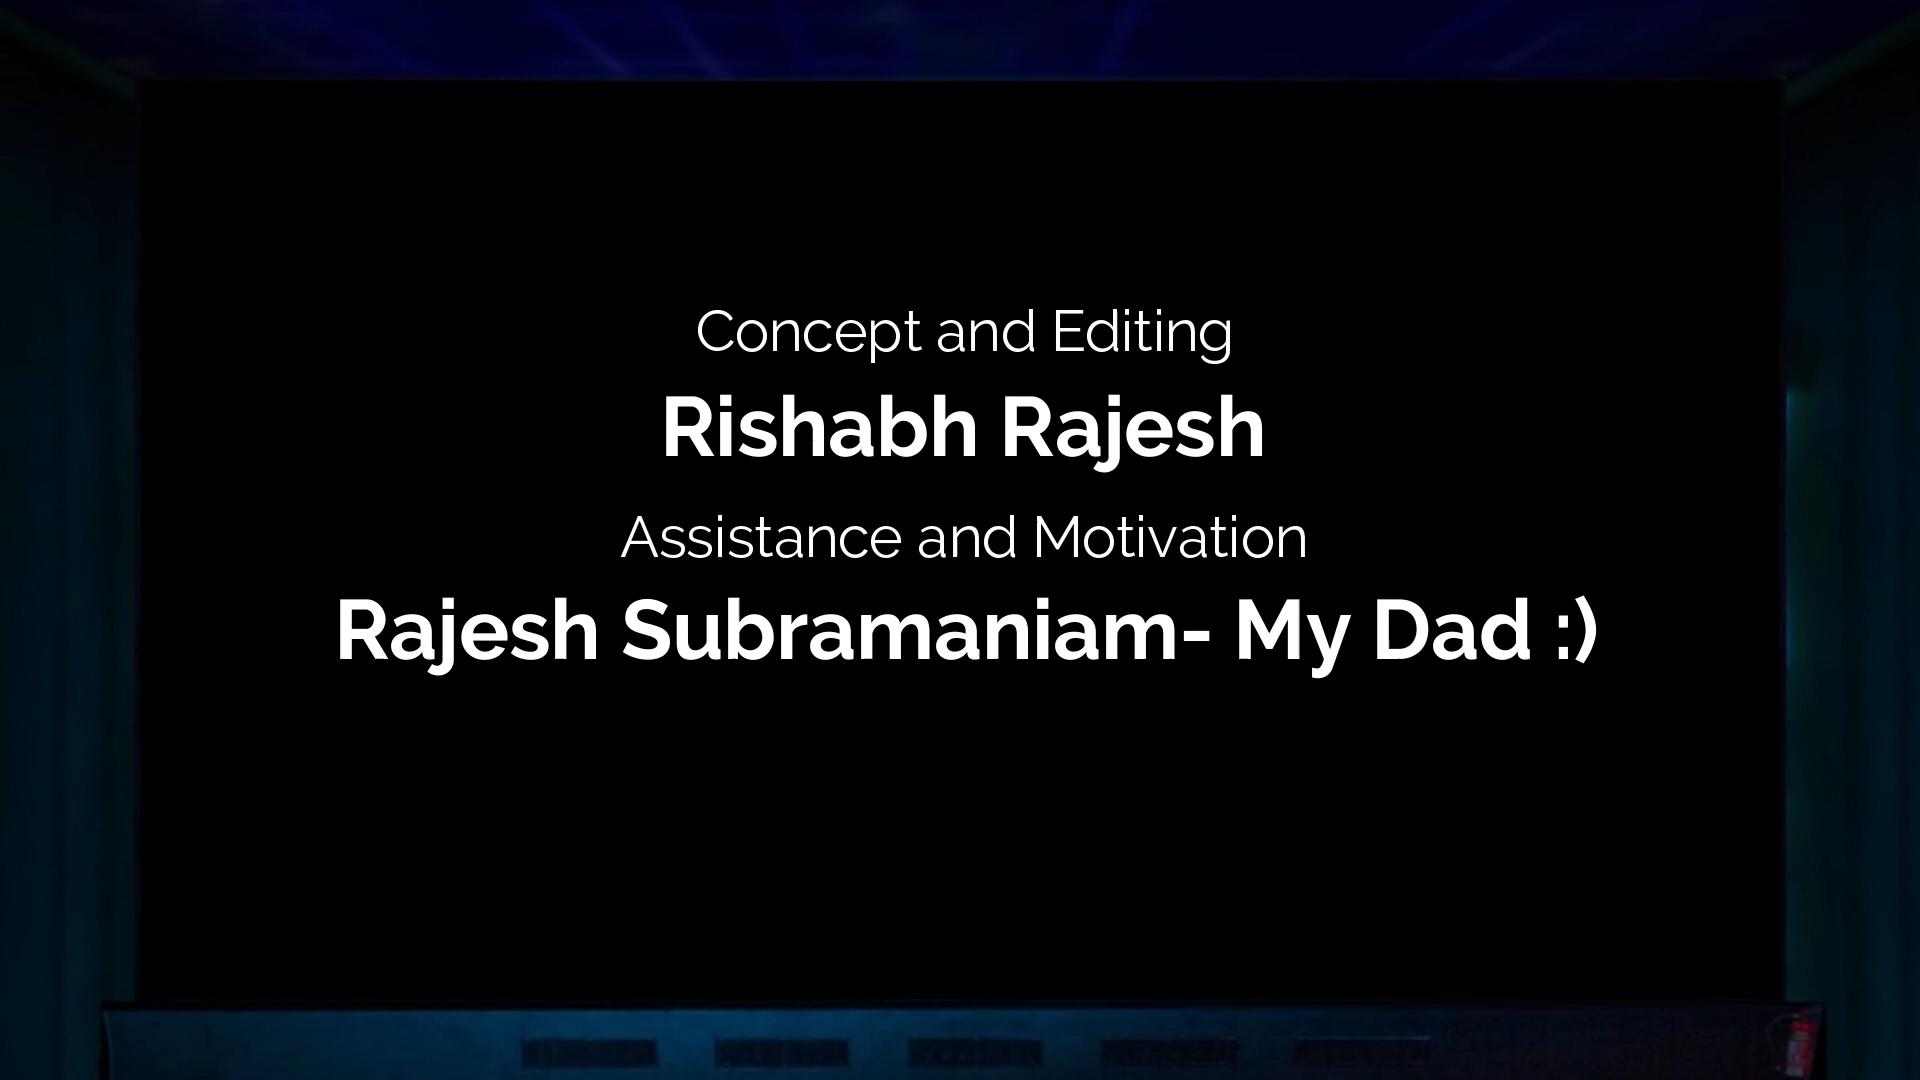 Concept and Editing
Rishabh Rajesh
Assistance and Motivation
Rajesh Subramaniam- My Dad :)